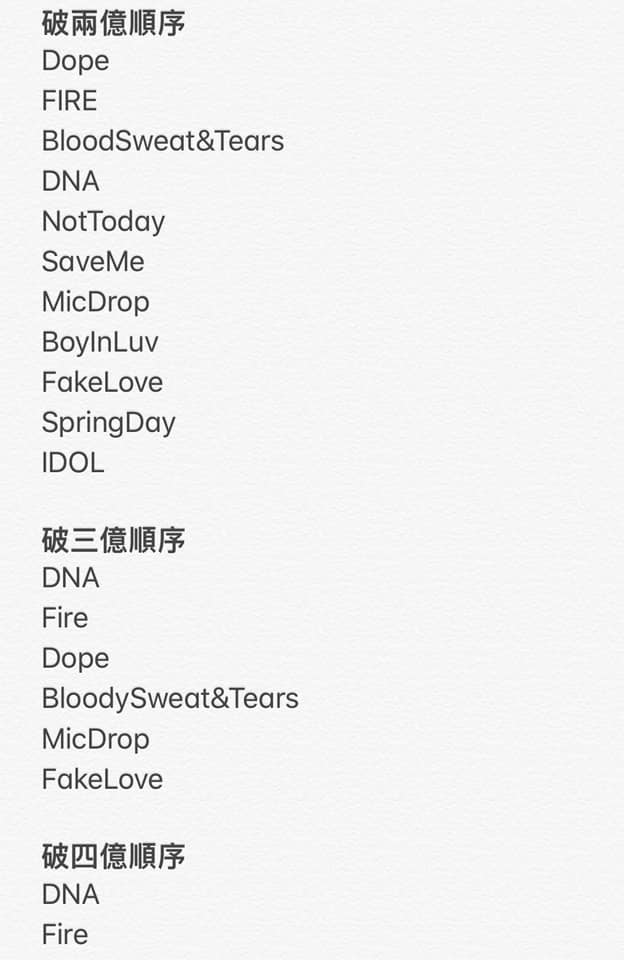 破兩億順序
Dope
FIRE
BloodSweat&Tears
DNA
NotToday
SaveMe
MicDrop
BoyInLuv
FakeLove
SpringDay
IDOL
破三億順序
DNA
Fire
Dope
BloodySweat&Tears
MicDrop
FakeLove
破四億順序
DNA
Fire